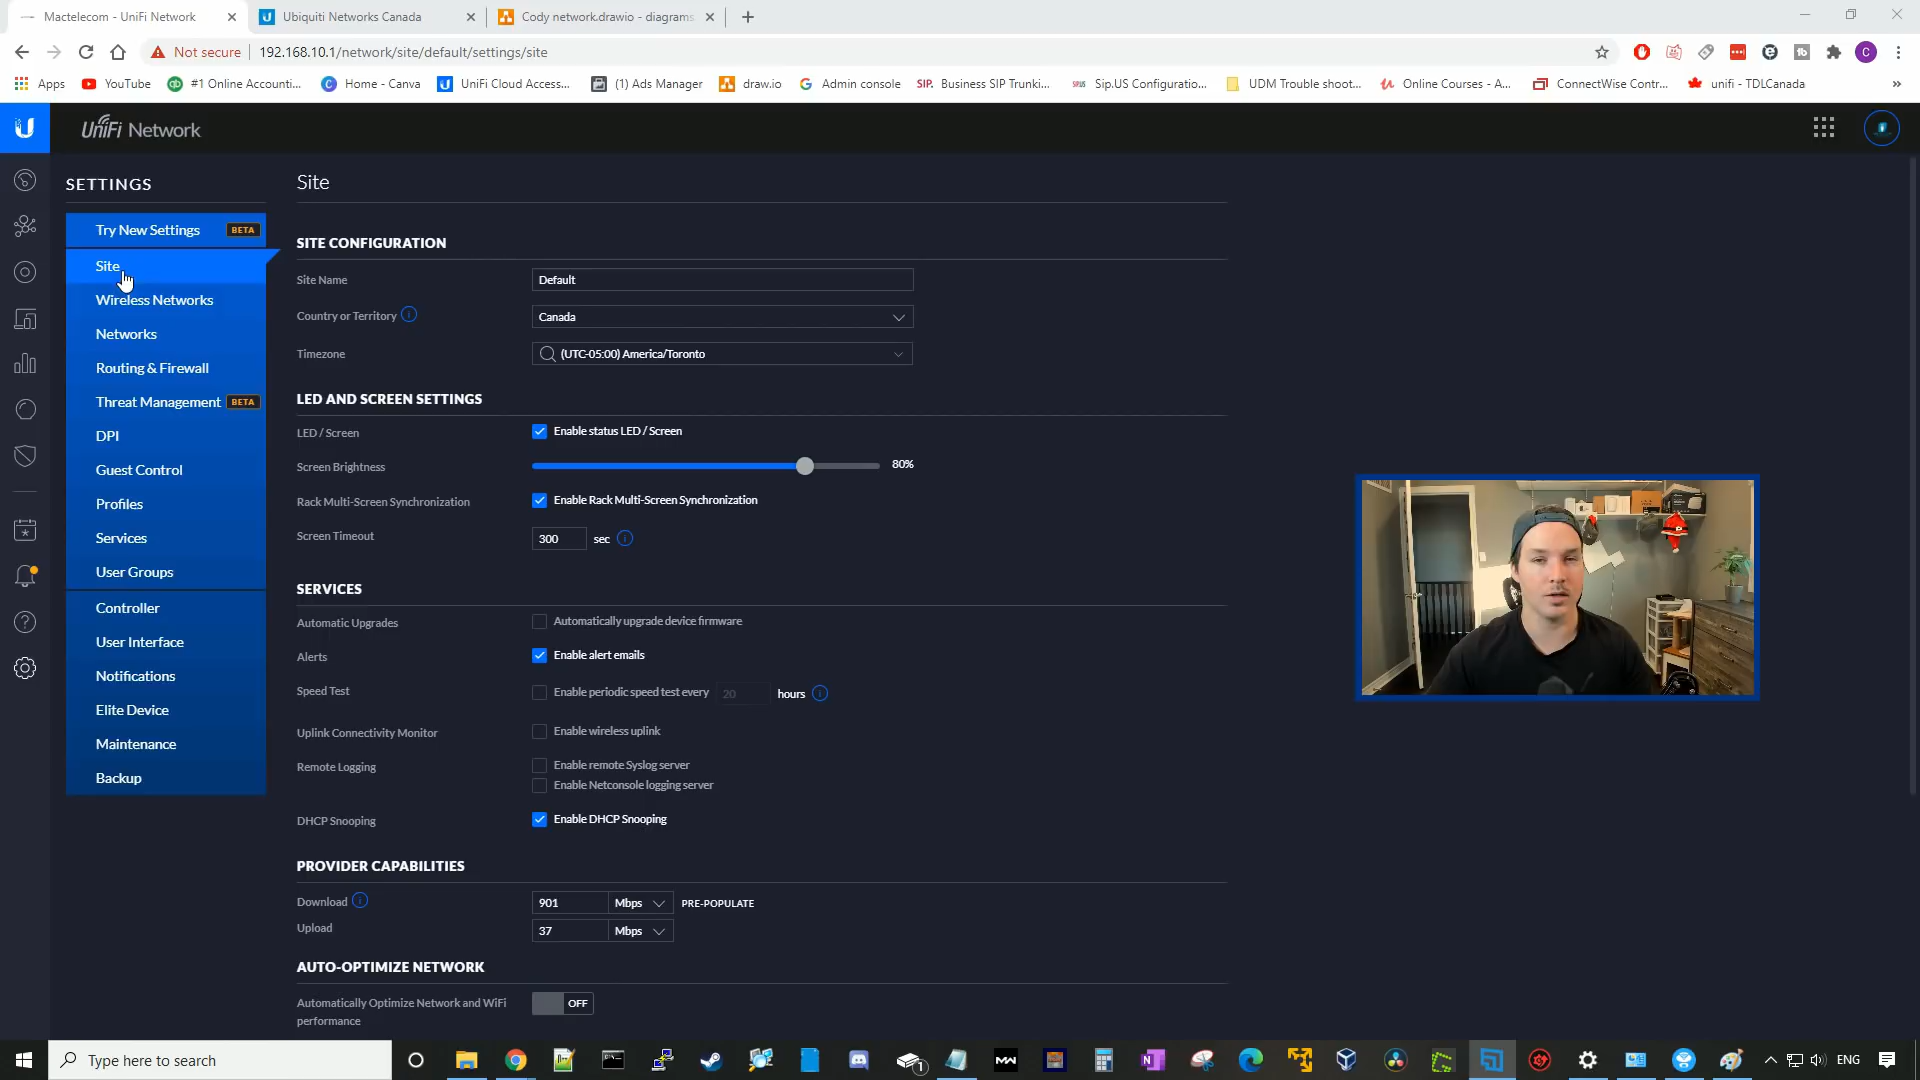 Mactelecom - UniFi Network
Ubiquiti Networks Canada
Cody network.drawio - diagrams.
Not secure
192.168.10.1/network/site/default/settings/site
Apps
YouTube
#1 Online Accounti...
Home - Canva
UniFi Cloud Access...
(1) Ads Manager
draw.io
Admin console
SIP. Business SIP Trunki...
Sip.US Configuratio...
UDM Trouble shoot...
Online Courses - A...
ConnectWise Contr...
unifi - TDLCanada
UniFi Network
SETTINGS
Try New Settings BETA
Site
Wireless Networks
Networks
Routing & Firewall
Threat Management BETA
DPI
Guest Control
Profiles
Services
User Groups
Controller
User Interface
Notifications
Elite Device
Maintenance
Backup
Site
SITE CONFIGURATION
Site Name Default
Country or Territory Canada
Timezone (UTC-05:00) America/Toronto
LED AND SCREEN SETTINGS
LED / Screen Enable status LED / Screen
Screen Brightness 80%
Rack Multi-Screen Synchronization Enable Rack Multi-Screen Synchronization
Screen Timeout 300 sec
SERVICES
Automatic Upgrades Automatically upgrade device firmware
Alerts Enable alert emails
Speed Test Enable periodic speed test every 20 hours
Uplink Connectivity Monitor Enable wireless uplink
Remote Logging Enable remote Syslog server
Enable Netconsole logging server
DHCP Snooping Enable DHCP Snooping
PROVIDER CAPABILITIES
Download 901 Mbps PRE-POPULATE
Upload 37 Mbps
AUTO-OPTIMIZE NETWORK
Automatically Optimize Network and WiFi
performance
OFF
Type here to search
ENG